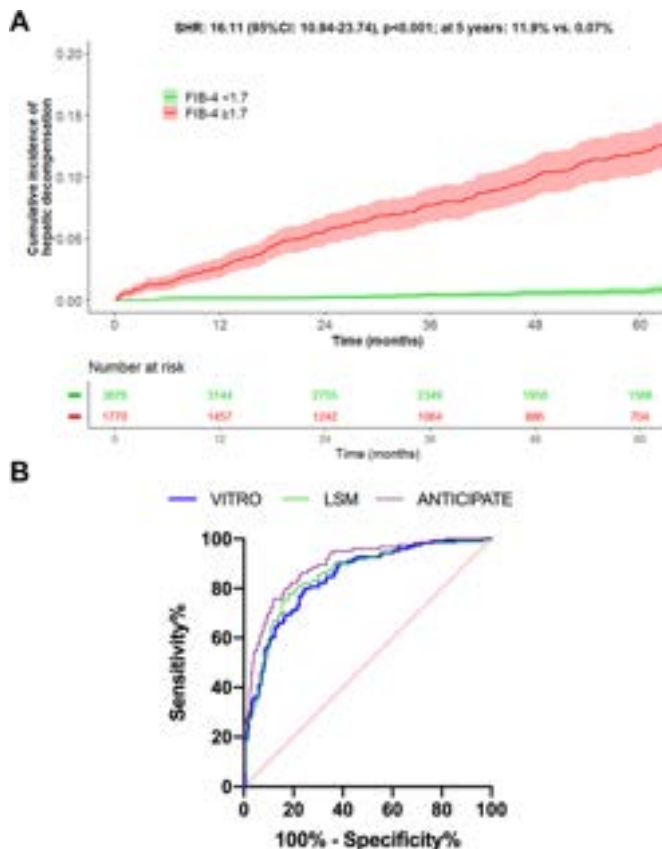 A
SHR: 16.11 (95%CI: 10.94-23.74), p<0.001; at 5 years: 11.9% vs. 0.07%
0.20
0.15
0.10
0.05
0.00
Cumulative incidence of
hepatic decompensation
FIB-4 <1.7
FIB-4 ≥1.7
0 12 24 36 48 60
Time (months)
Number at risk
3144 2755 2349
1770 1457 1242 1064 704
0 12 24 36 48 60
Time (months)
B
VITRO LSM ANTICIPATE
100
80
60
40
20
0
Sensitivity%
0 20 40 60 80 100
100% - Specificity%